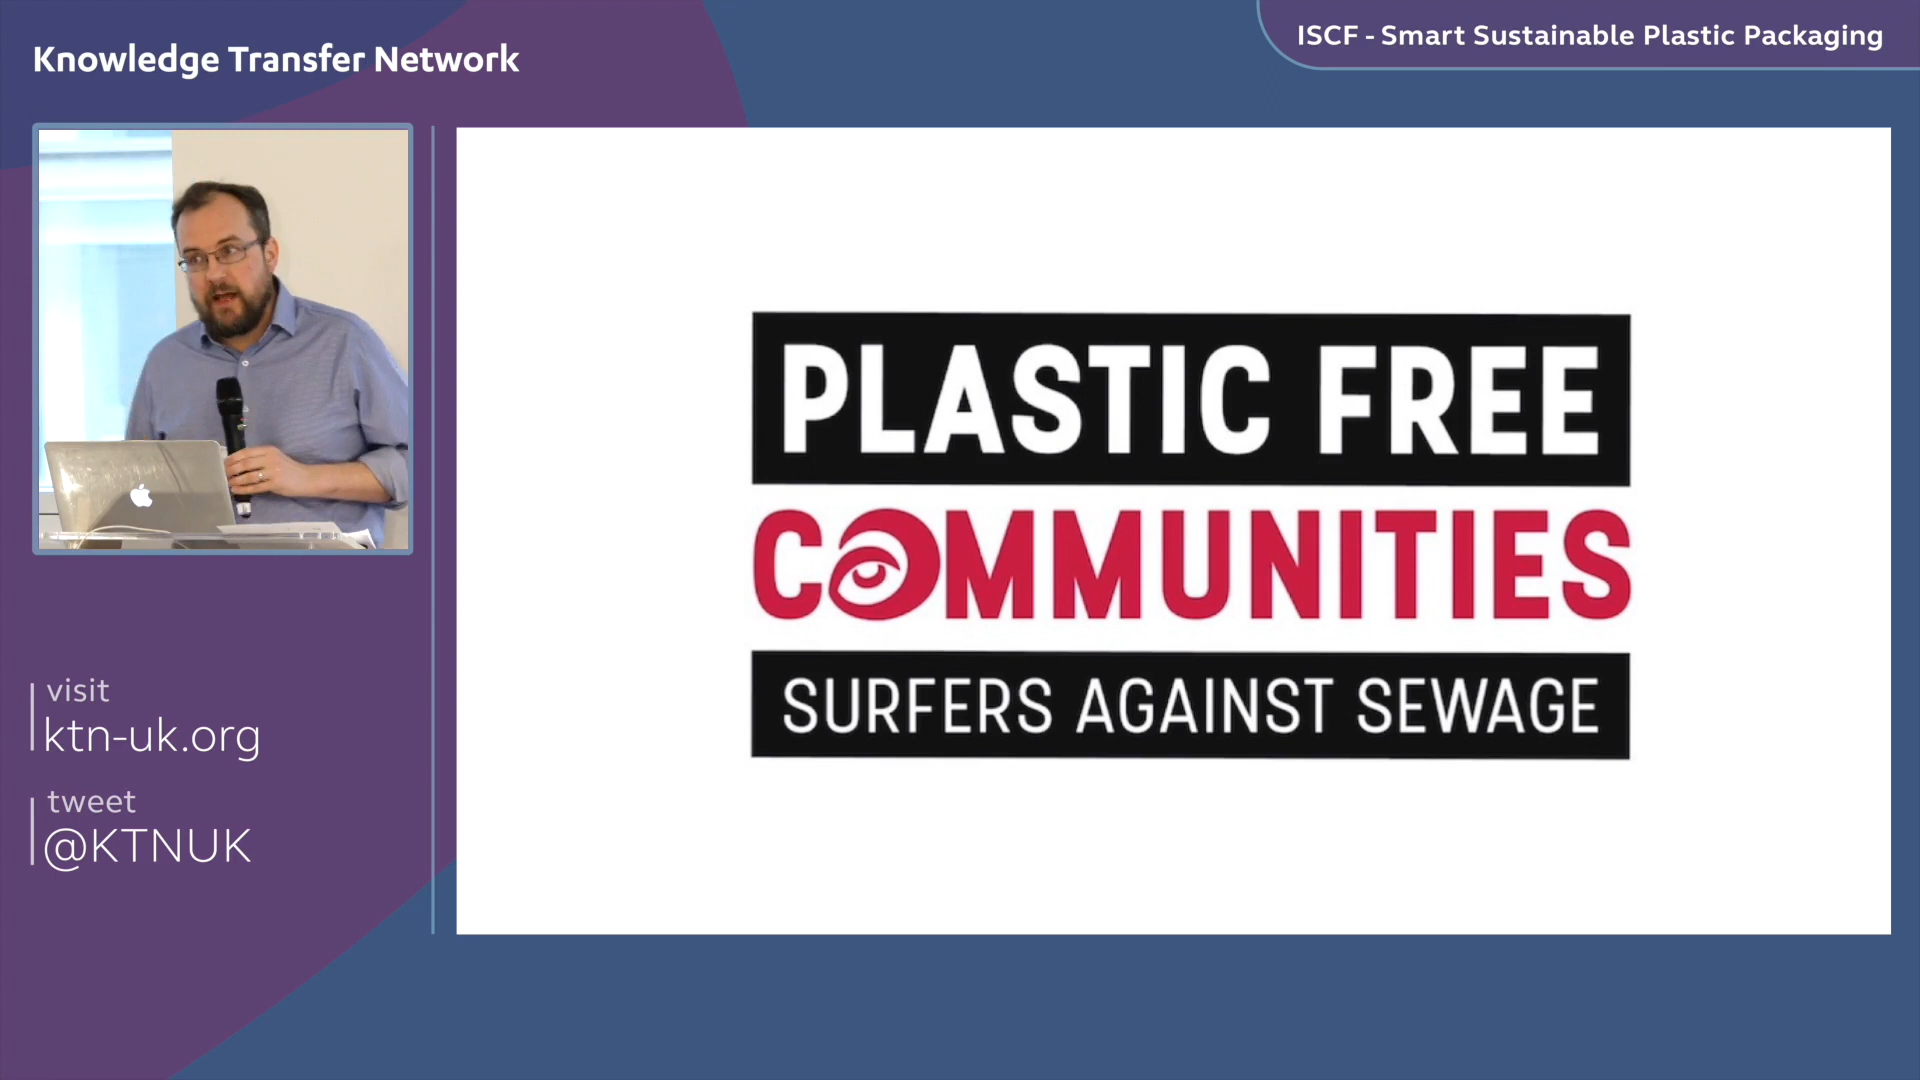 Knowledge Transfer Network
ISCF - Smart Sustainable Plastic Packaging
PLASTIC FREE
COMMUNITIES
SURFERS AGAINST SEWAGE
visit
ktn-uk.org
tweet
@KTNUK